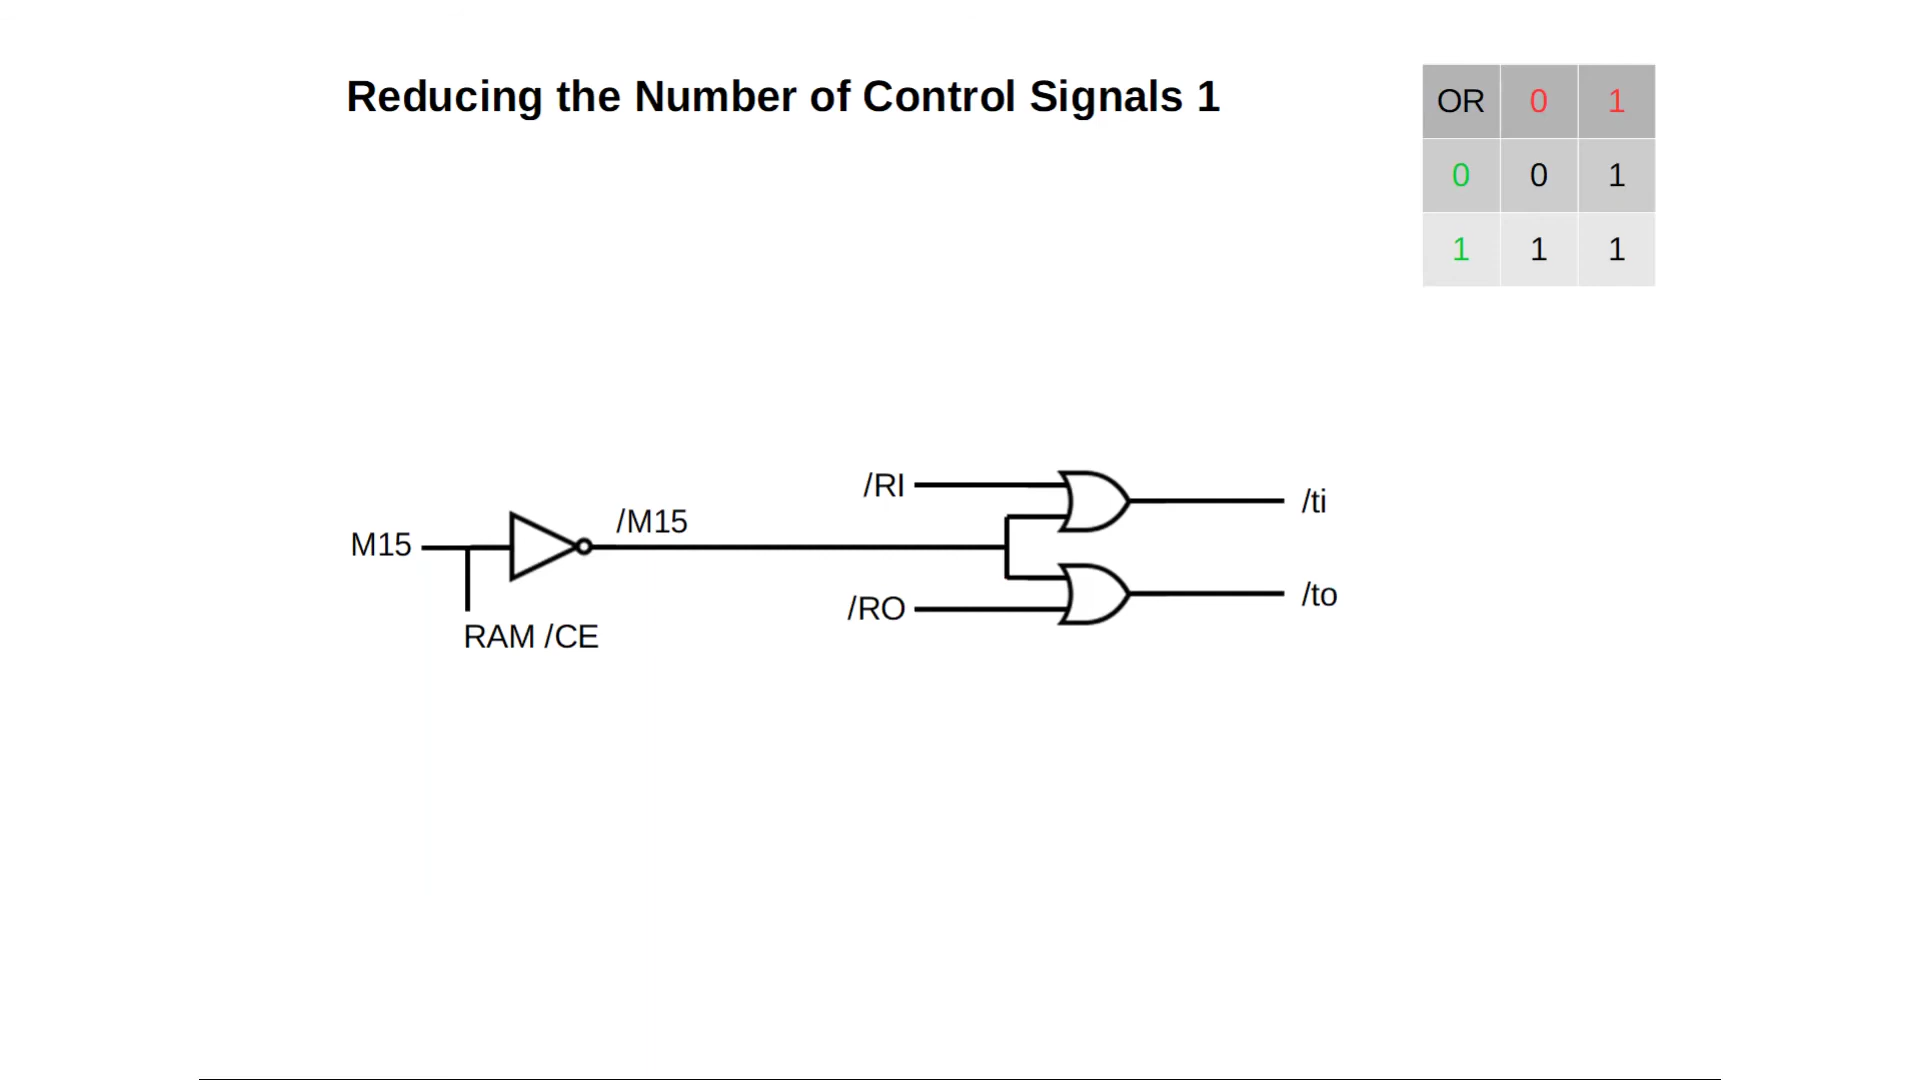 Reducing the Number of Control Signals 1
OR 0 1
0 0 1
1 1 1
/RI
/ti
M15
/M15
/RO
/to
RAM /CE